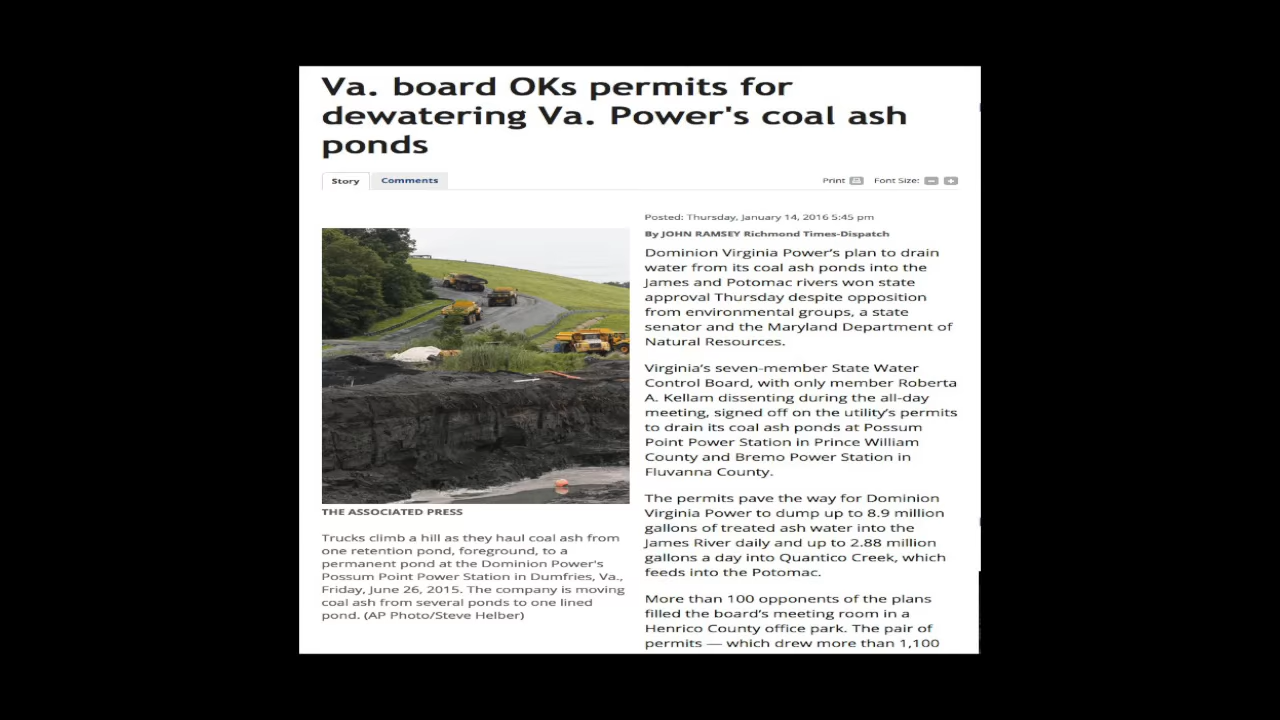 Va. board OKs permits for
dewatering Va. Power's coal ash
ponds
Story
Comments
Print
Font Size:
Posted: Thursday, January 14, 2016 5:45 pm
By JOHN RAMSEY Richmond Times-Dispatch
Dominion Virginia Power's plan to drain
water from its coal ash ponds into the
James and Potomac rivers won state
approval Thursday despite opposition
from environmental groups, a state
senator and the Maryland Department of
Natural Resources.
Virginia's seven-member State Water
Control Board, with only member Roberta
A. Kellam dissenting during the all-day
meeting, signed off on the utility's permits
to drain its coal ash ponds at Possum
Point Power Station in Prince William
County and Bremo Power Station in
Fluvanna County.
The permits pave the way for Dominion
Virginia Power to dump up to 8.9 million
gallons of treated ash water into the
James River daily and up to 2.88 million
gallons a day into Quantico Creek, which
feeds into the Potomac.
More than 100 opponents of the plans
filled the board's meeting room in a
Henrico County office park. The pair of
permits — which drew more than 1,100
THE ASSOCIATED PRESS
Trucks climb a hill as they haul coal ash from
one retention pond, foreground, to a
permanent pond at the Dominion Power's
Possum Point Power Station in Dumfries, Va.,
Friday, June 26, 2015. The company is moving
coal ash from several ponds to one lined
pond. (AP Photo/Steve Helber)